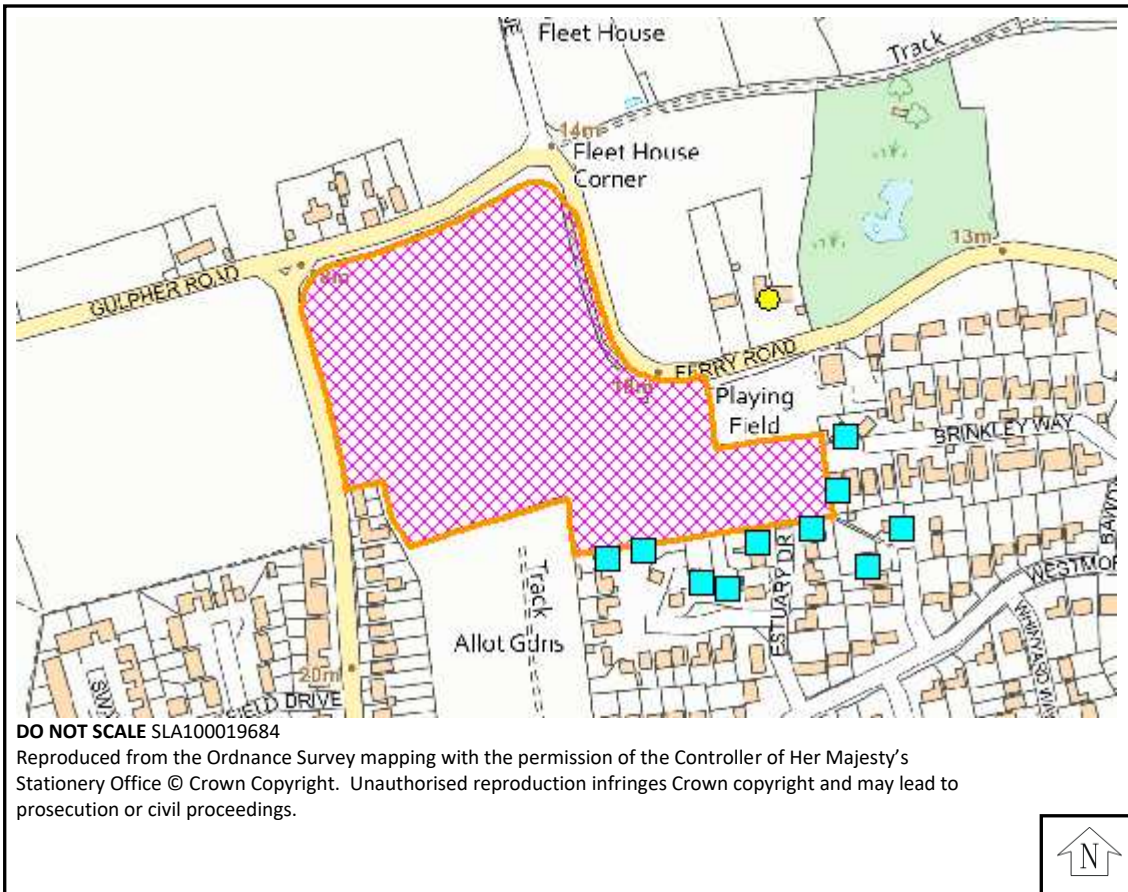 Fleet House
Track
14m
Fleet House
Corner
13m
GULPHER ROAD
FERRY ROAD
Playing
Field
BRINKLEY WAY
ESTUARY DR
Track
Allot Gdns
20m
DRIVE
DO NOT SCALE SLA100019684
Reproduced from the Ordnance Survey mapping with the permission of the Controller of Her Majesty’s
Stationery Office © Crown Copyright. Unauthorised reproduction infringes Crown copyright and may lead to
prosecution or civil proceedings.
N